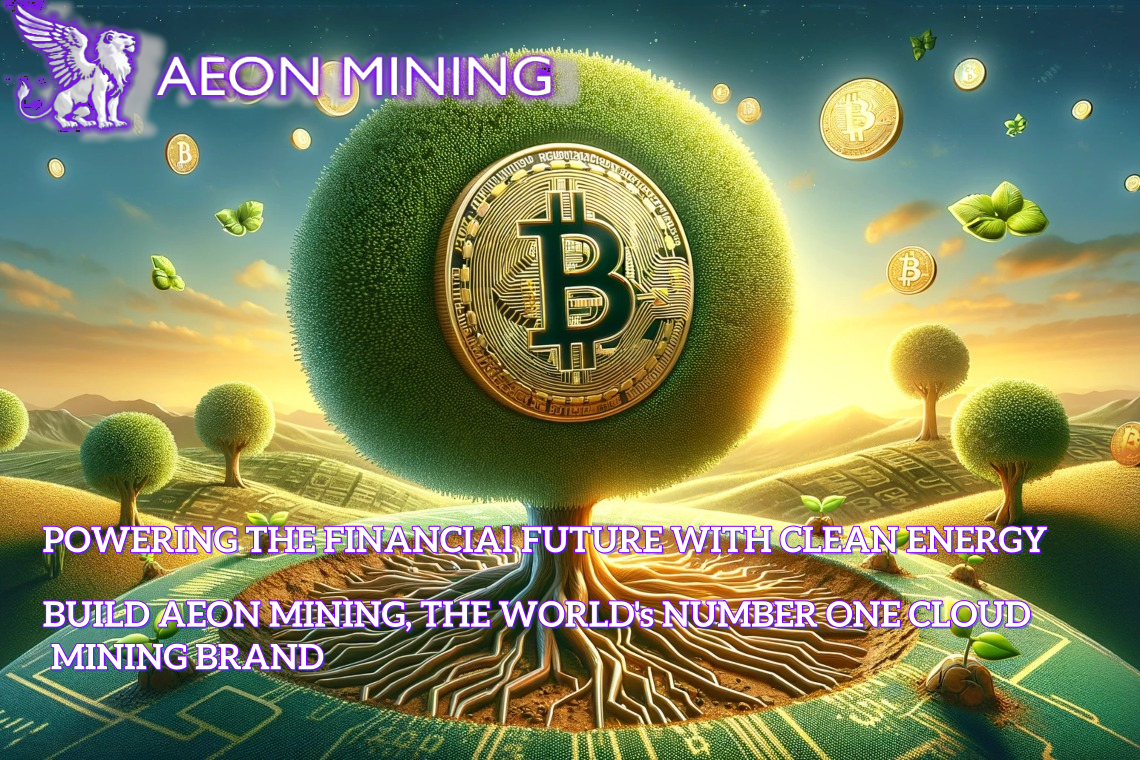 AEON MINING
POWERING THE FINANCIAl FUTURE WITH CLEAN ENERGY
BUILD AEON MINING, THE WORLD's NUMBER ONE CLOUD
MINING BRAND